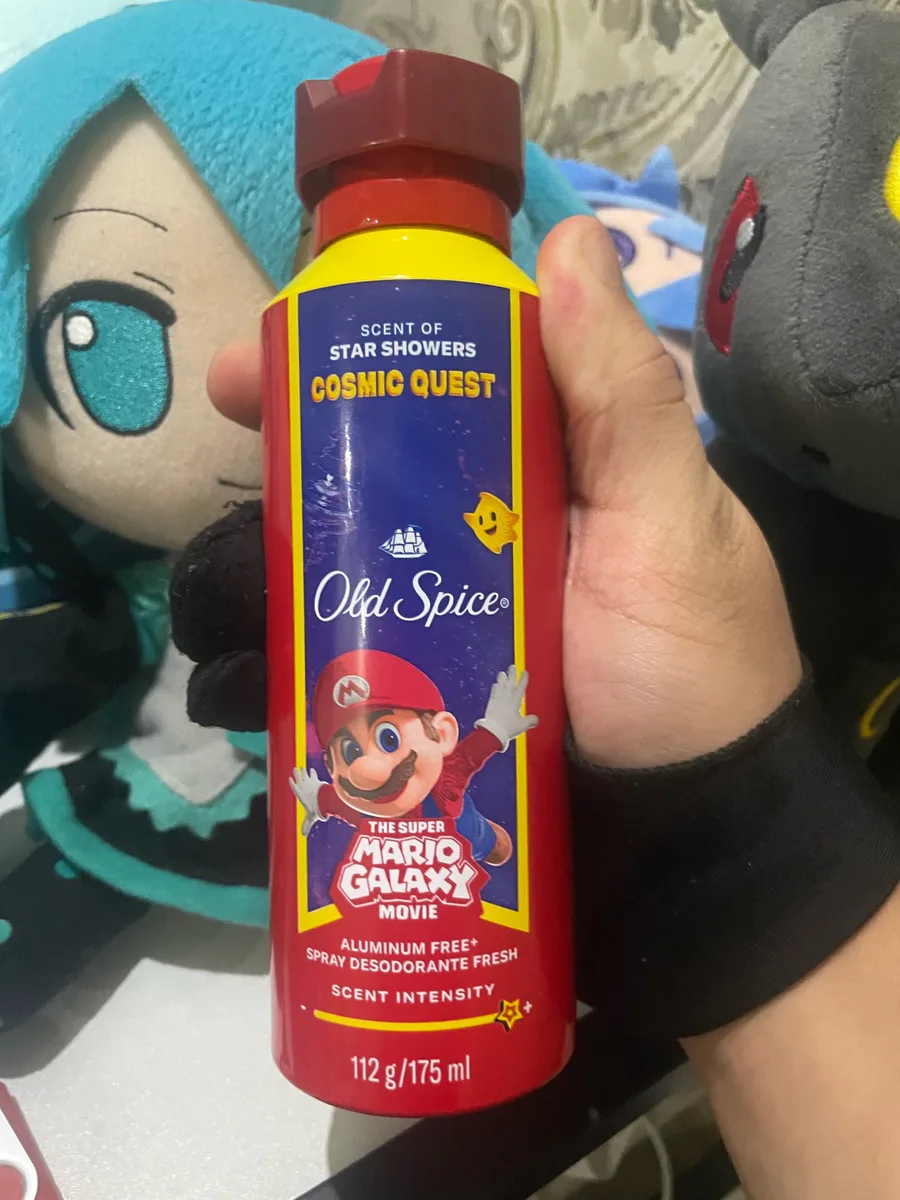 SCENT OF
STAR SHOWERS
COSMIC QUEST
Old Spice®
M
THE SUPER
MARIO
GALAXY
MOVIE
ALUMINUM FREE+
SPRAY DESODORANTE FRESH
SCENT INTENSITY
- +
112 g/175 ml